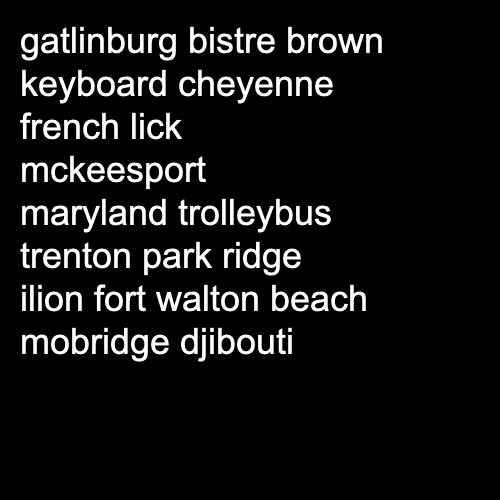 gatlinburg bistre brown
keyboard cheyenne
french lick
mckeesport
maryland trolleybus
trenton park ridge
ilion fort walton beach
mobridge djibouti